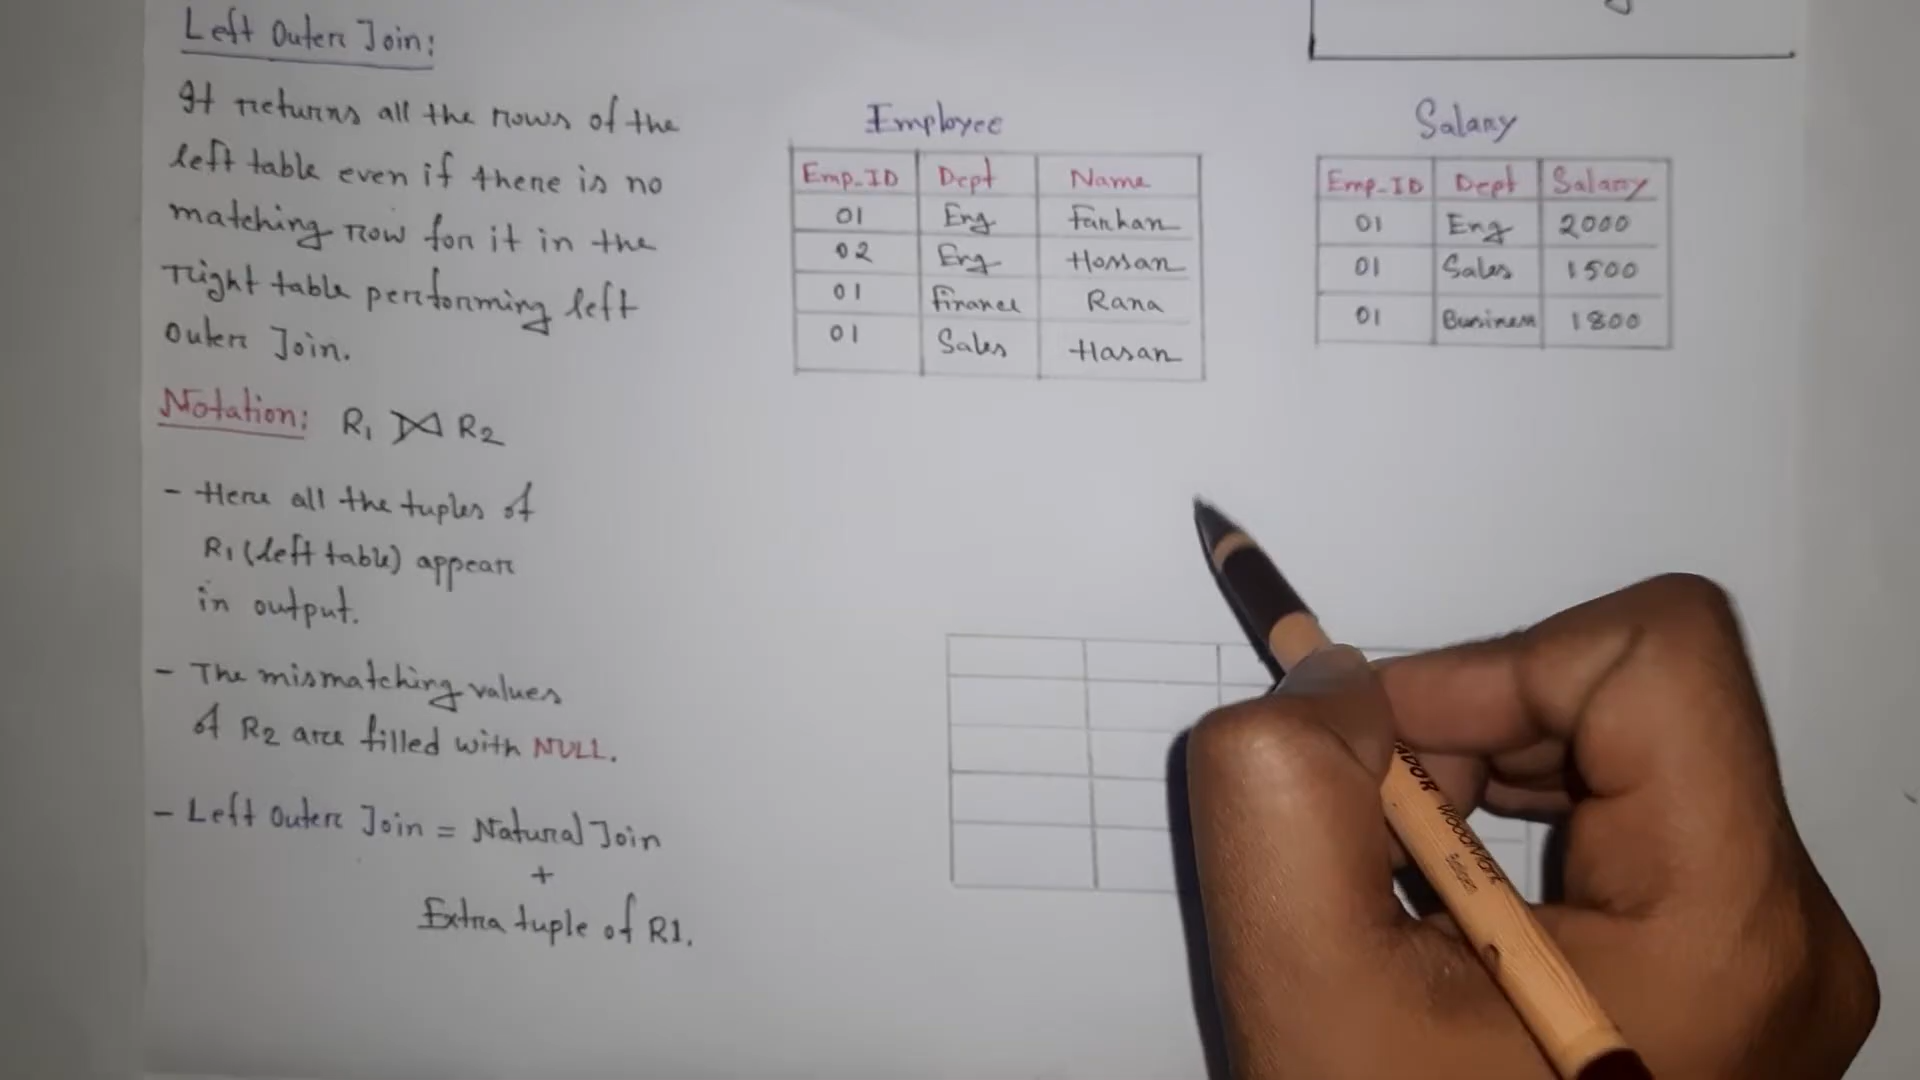 Left Outer Join:
It returns all the rows of the
left table even if there is no
matching row for it in the
right table performing left
outer Join.
Notation: R1 ⟕ R2
- Here all the tuples of
R1 (left table) appear
in output.
- The mismatching values
of R2 are filled with NULL.
- Left Outer Join = Natural Join
+
Extra tuple of R1.
Employee
Emp_ID Dept Name
01 Eng Farhan
02 Eng Hossan
01 Finance Rana
01 Sales Hasan
Salary
Emp_ID Dept Salary
01 Eng 2000
01 Sales 1500
01 Business 1800
WoodMark